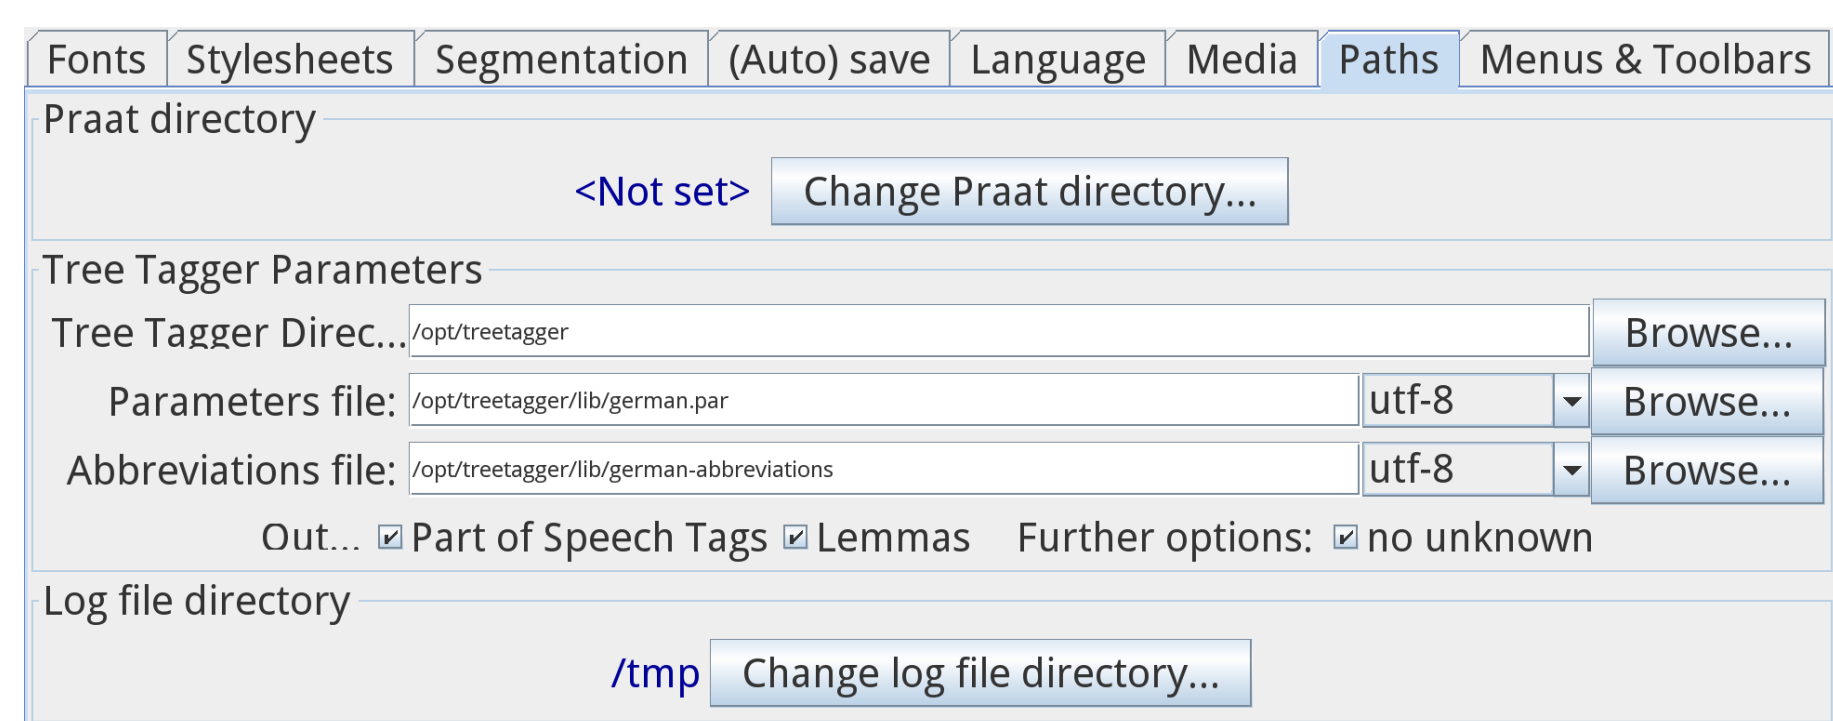 Fonts Stylesheets Segmentation (Auto) save Language Media Paths Menus & Toolbars
Praat directory
<Not set> Change Praat directory...
Tree Tagger Parameters
Tree Tagger Direc... /opt/treetagger Browse...
Parameters file: /opt/treetagger/lib/german.par utf-8 Browse...
Abbreviations file: /opt/treetagger/lib/german-abbreviations utf-8 Browse...
Out... Part of Speech Tags Lemmas Further options: no unknown
Log file directory
/tmp Change log file directory...